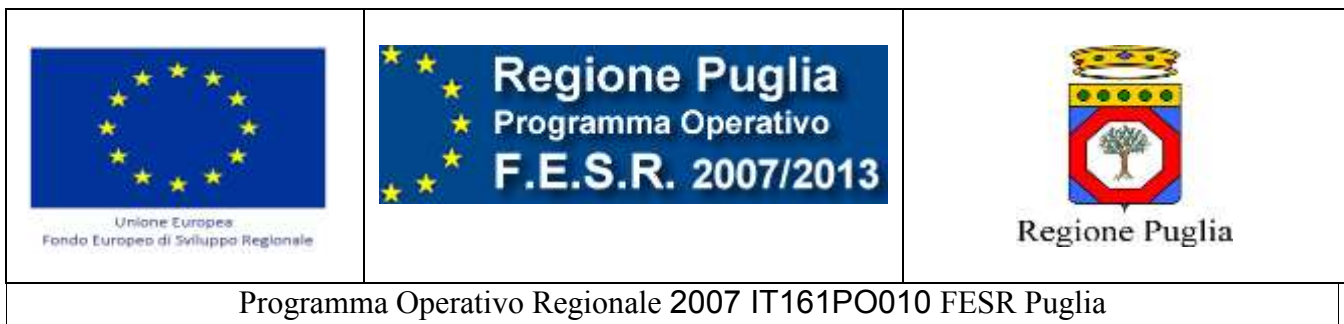 Unione Europea
Fondo Europeo di Sviluppo Regionale
Regione Puglia
Programma Operativo
F.E.S.R. 2007/2013
Regione Puglia
Programma Operativo Regionale 2007 IT161PO010 FESR Puglia